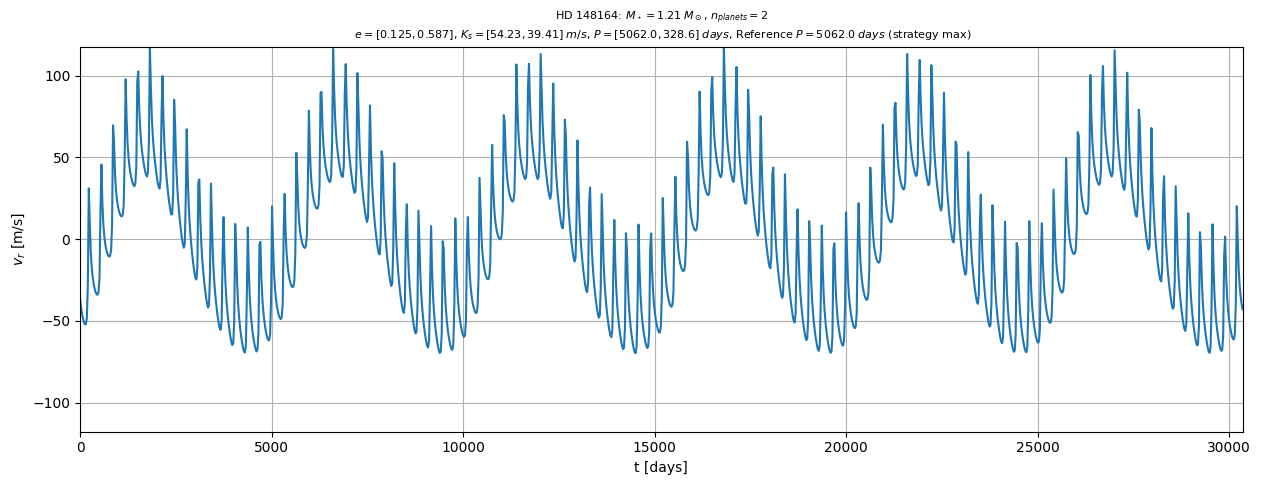 HD 148164: M⋆ = 1.21 M⊙, nplanets = 2
e = [0.125, 0.587], Ks = [54.23, 39.41] m/s, P = [5062.0, 328.6] days, Reference P = 5062.0 days (strategy max)
100
50
0
−50
−100
vr [m/s]
0 5000 10000 15000 20000 25000 30000
t [days]